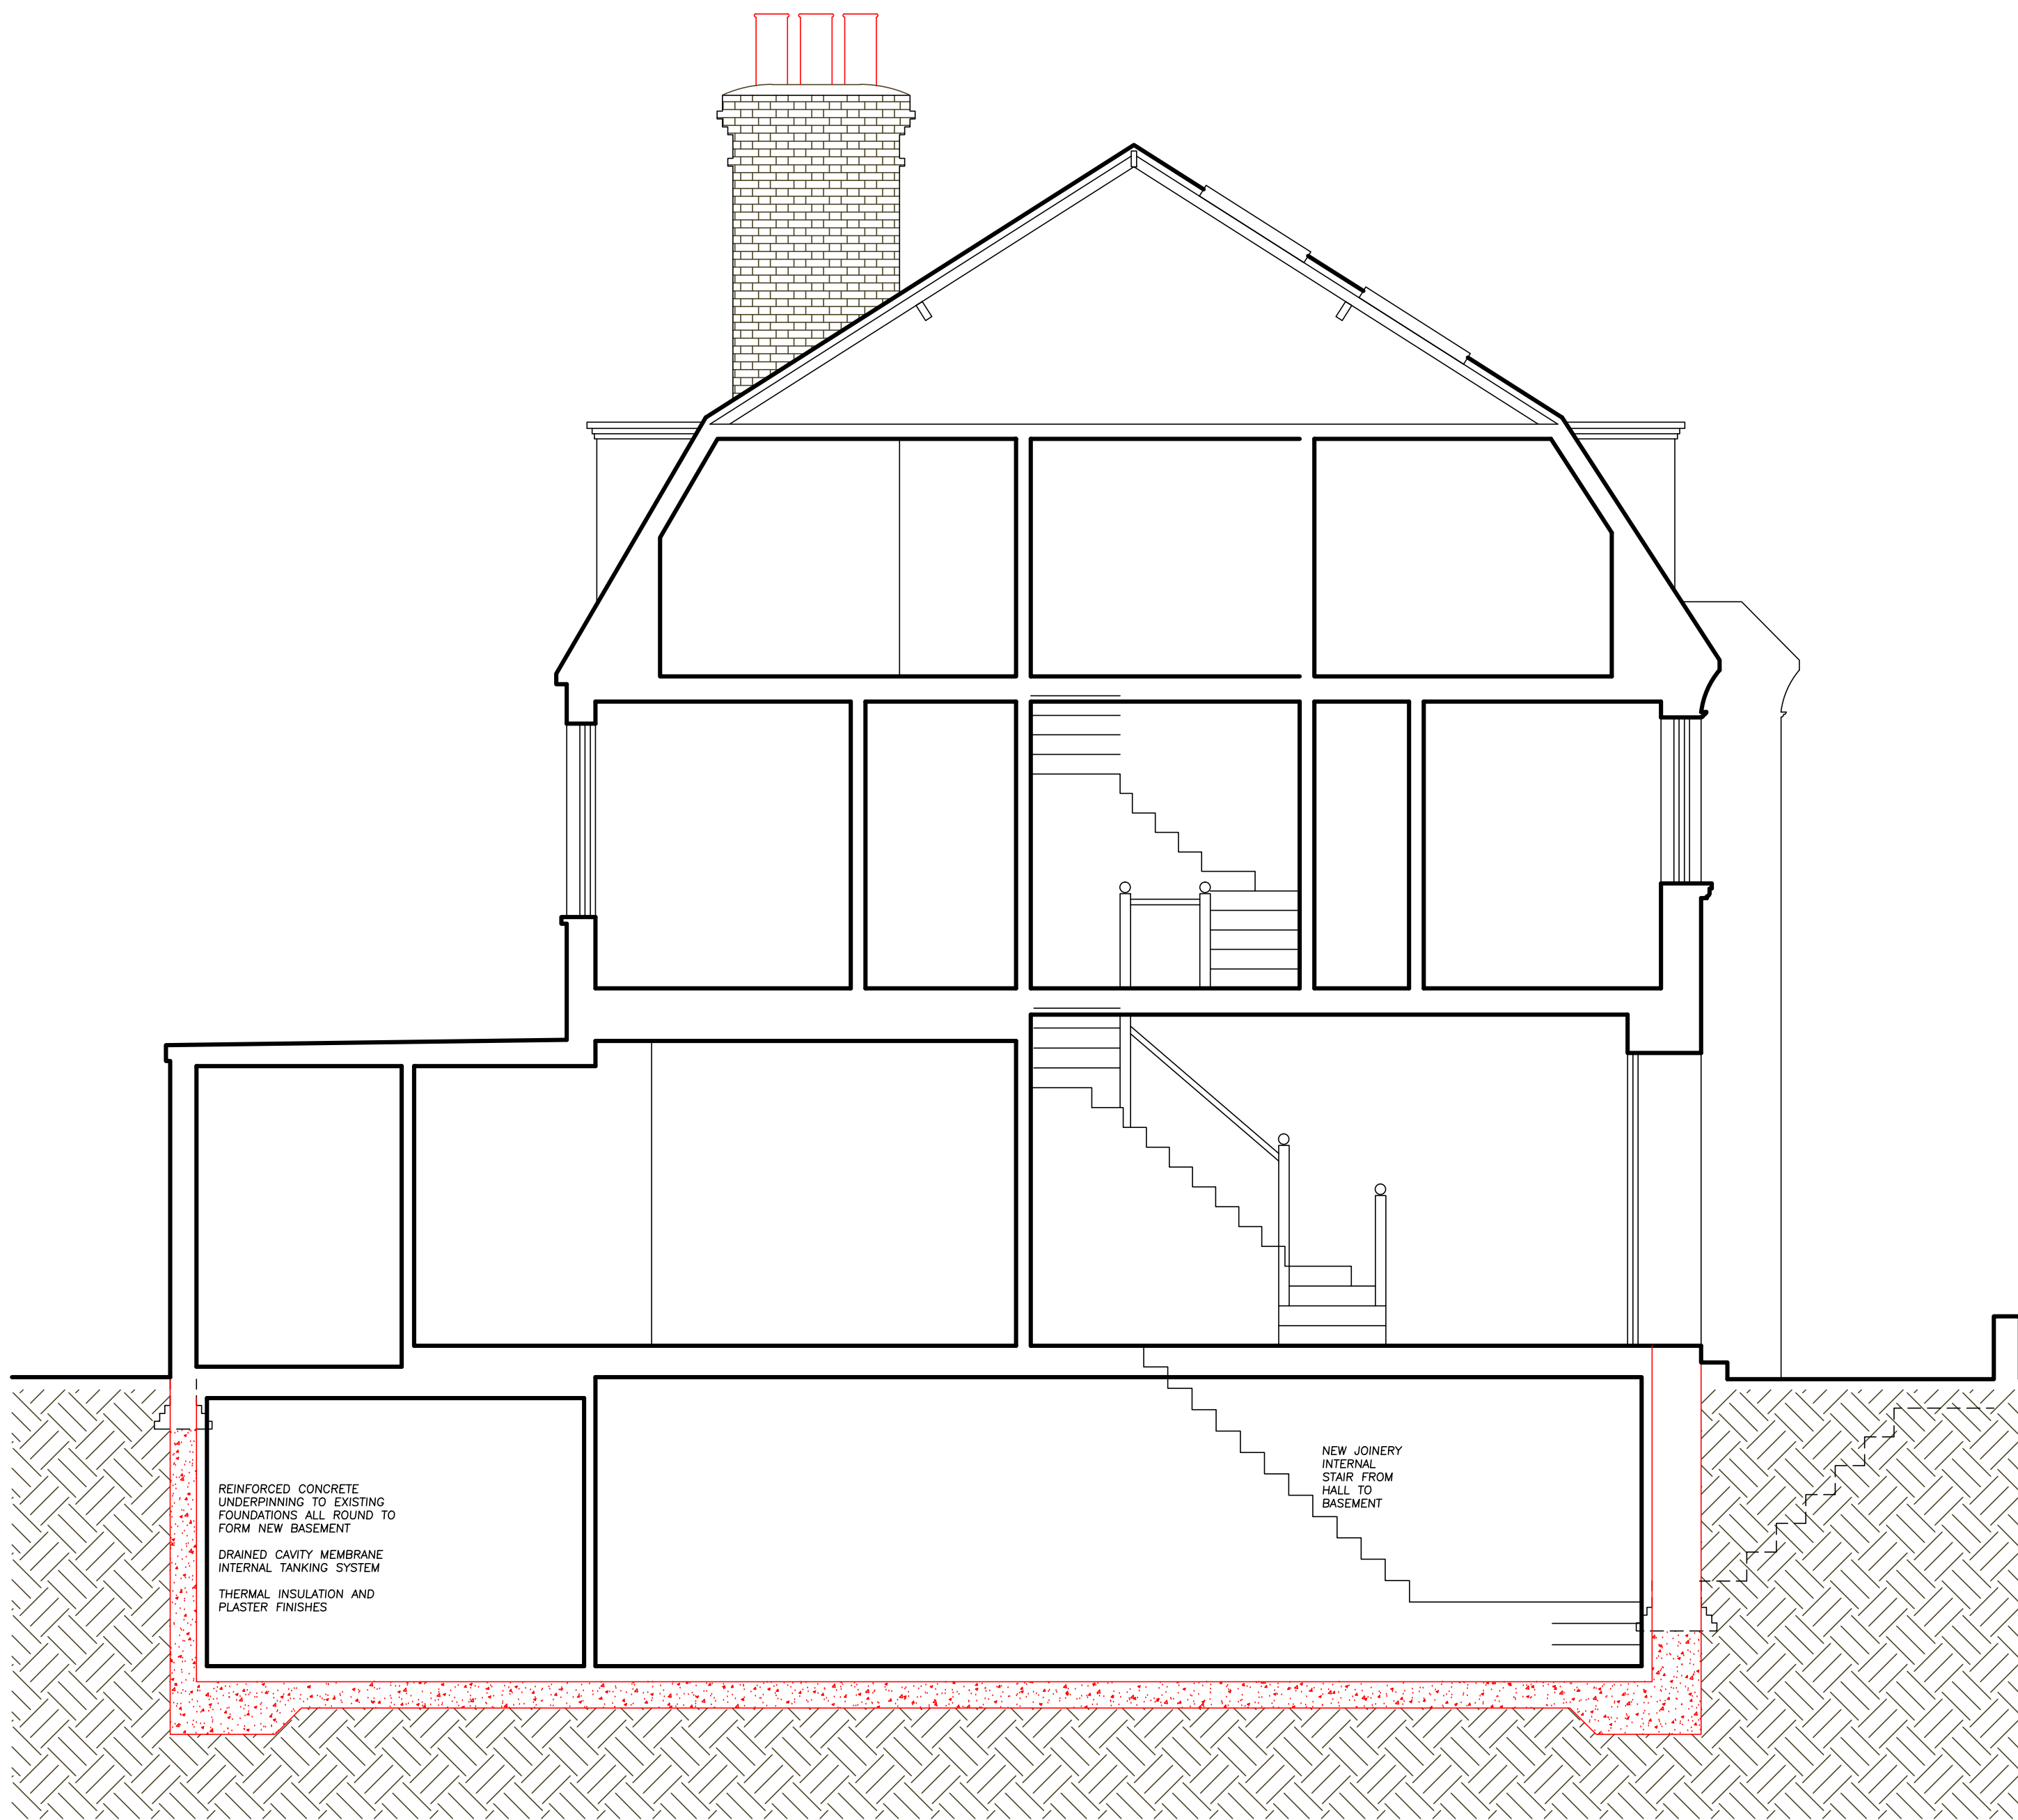 NEW JOINERY
INTERNAL
STAIR FROM
HALL TO
BASEMENT
REINFORCED CONCRETE
UNDERPINNING TO EXISTING
FOUNDATIONS ALL ROUND TO
FORM NEW BASEMENT
DRAINED CAVITY MEMBRANE
INTERNAL TANKING SYSTEM
THERMAL INSULATION AND
PLASTER FINISHES